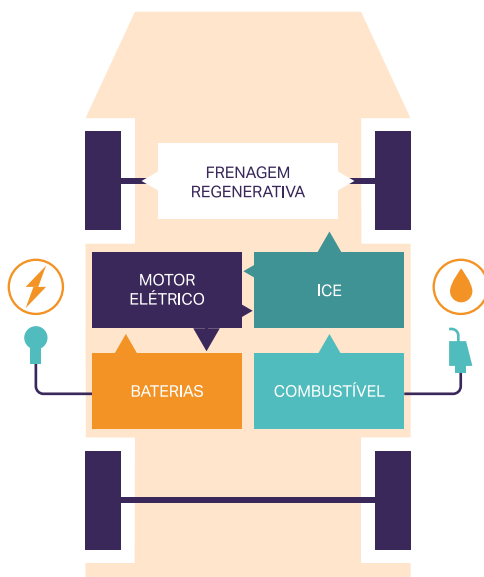 FRENAGEM
REGENERATIVA
MOTOR
ELÉTRICO
ICE
BATERIAS
COMBUSTÍVEL